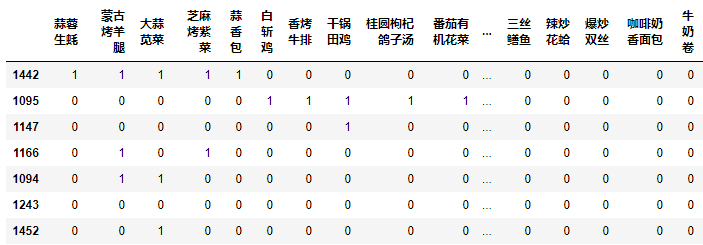 蒜蓉
生蚝
蒙古
烤羊
腿
大蒜
苋菜
芝麻
烤紫
菜
蒜
香
包
白
斩
鸡
香烤
牛排
干锅
田鸡
桂圆枸杞
鸽子汤
番茄有
机花菜
...
三丝
鳝鱼
辣炒
花蛤
爆炒
双丝
咖啡奶
香面包
牛
奶
卷
1442 1 1 1 1 1 0 0 0 0 0 ... 0 0 0 0 0
1095 0 0 0 0 0 1 1 1 1 1 ... 0 0 0 0 0
1147 0 0 0 0 0 0 0 1 0 0 ... 0 0 0 0 0
1166 0 1 0 1 0 0 0 0 0 0 ... 0 0 0 0 0
1094 0 1 1 0 0 0 0 0 0 0 ... 0 0 0 0 0
1243 0 0 0 0 0 0 0 0 0 0 ... 0 0 0 0 0
1452 0 0 1 0 0 0 0 0 0 0 ... 0 0 0 0 0